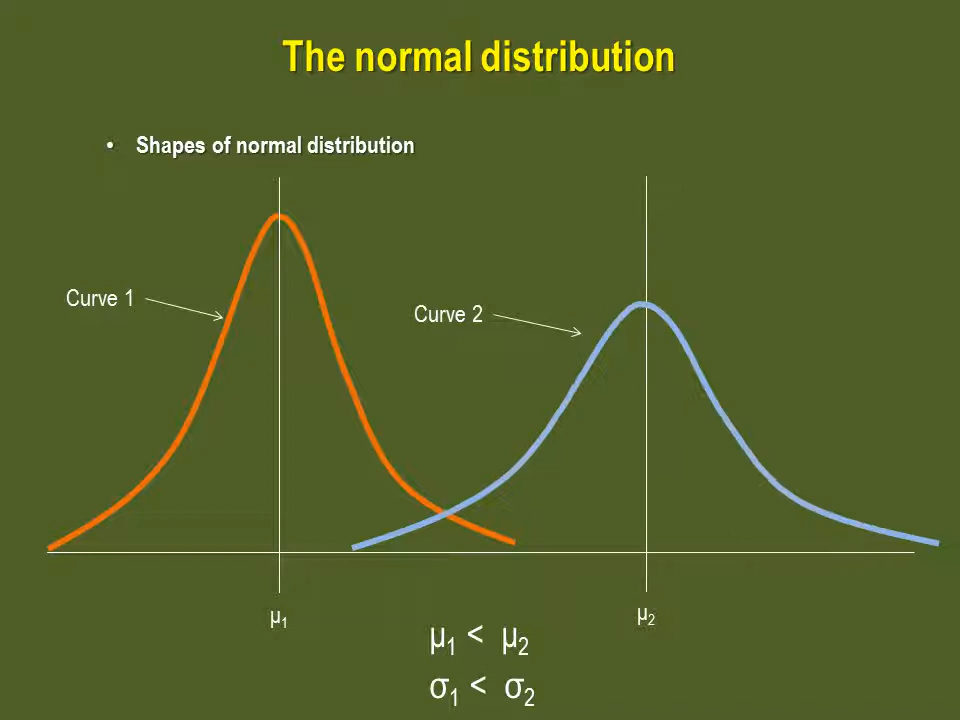 The normal distribution
• Shapes of normal distribution
Curve 1
Curve 2
μ₁
μ₂
μ₁ < μ₂
σ₁ < σ₂